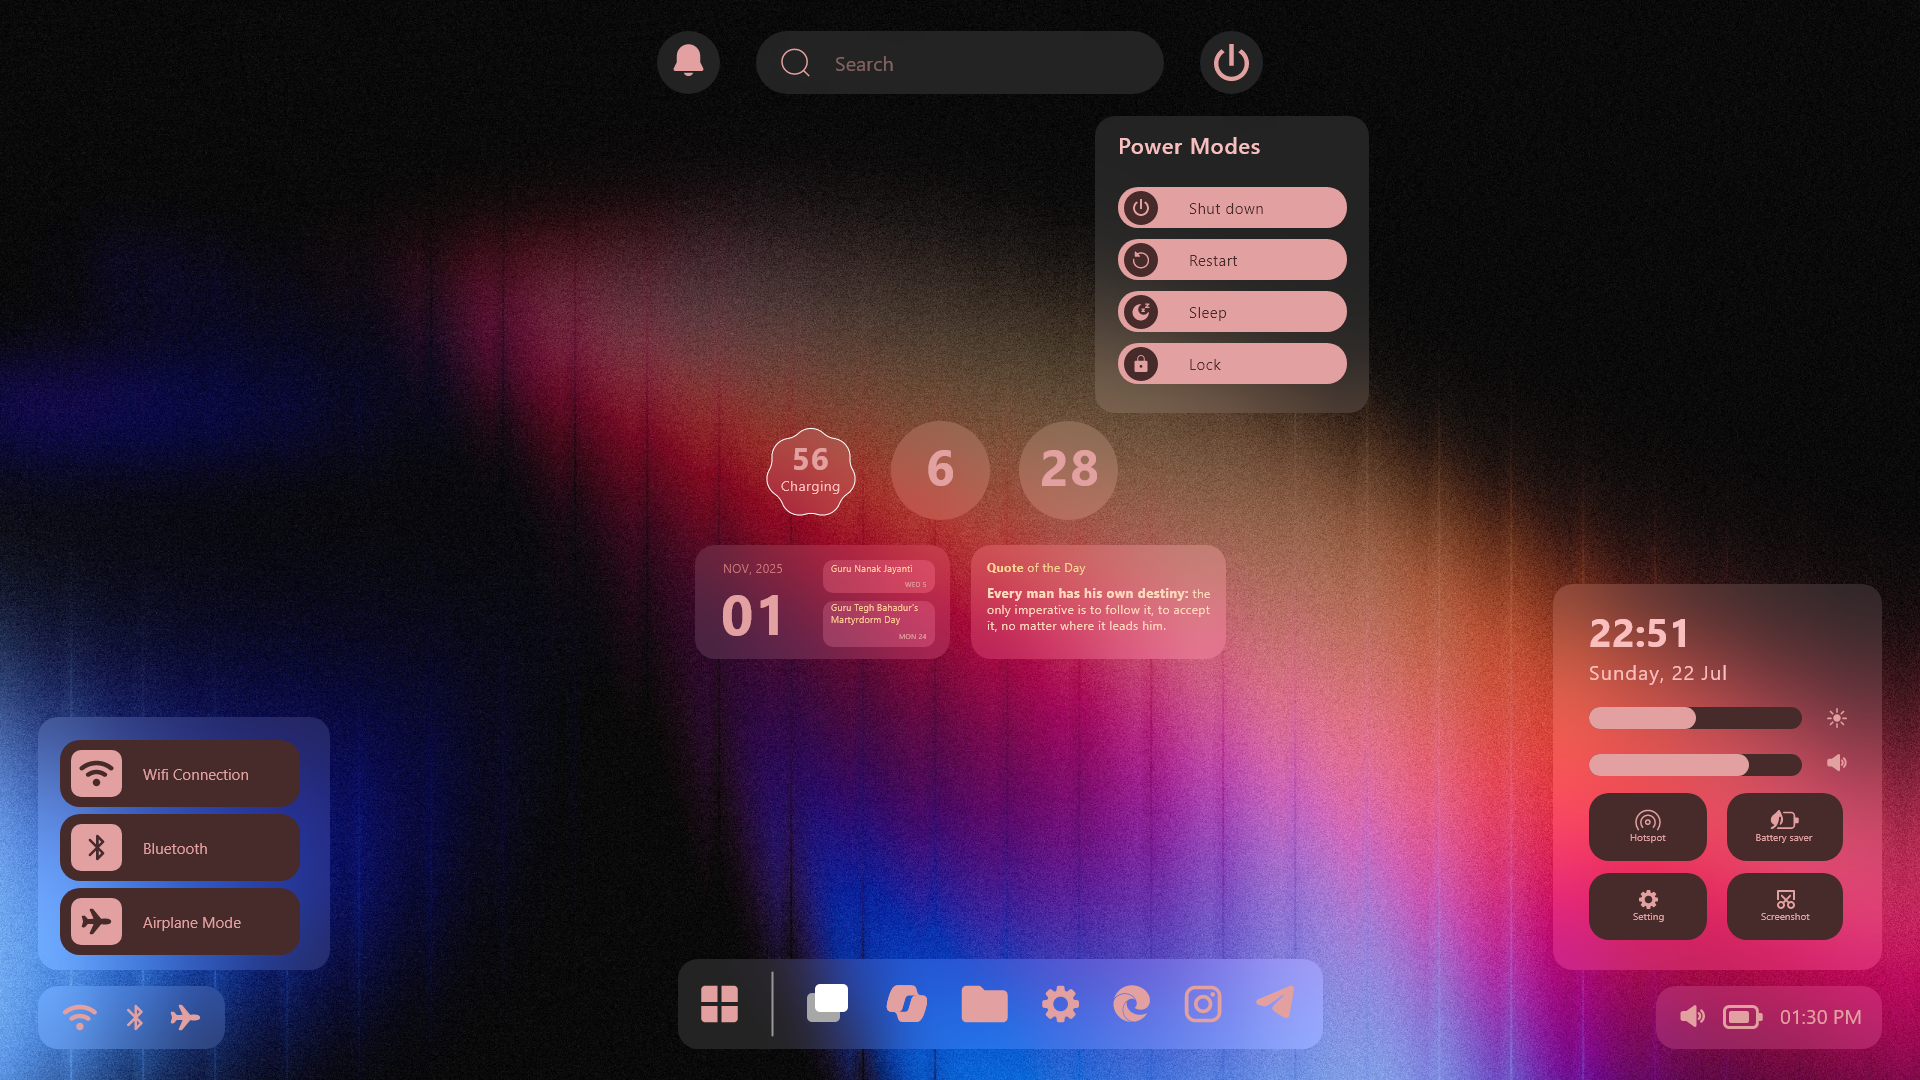 Search
Power Modes
Shut down
Restart
Sleep
Lock
56
Charging
6
28
NOV, 2025
01
Guru Nanak Jayanti
WED 5
Guru Tegh Bahadur's
Martyrdorm Day
MON 24
Quote of the Day
Every man has his own destiny: the
only imperative is to follow it, to accept
it, no matter where it leads him.
22:51
Sunday, 22 Jul
Hotspot
Battery saver
Setting
Screenshot
Wifi Connection
Bluetooth
Airplane Mode
01:30 PM